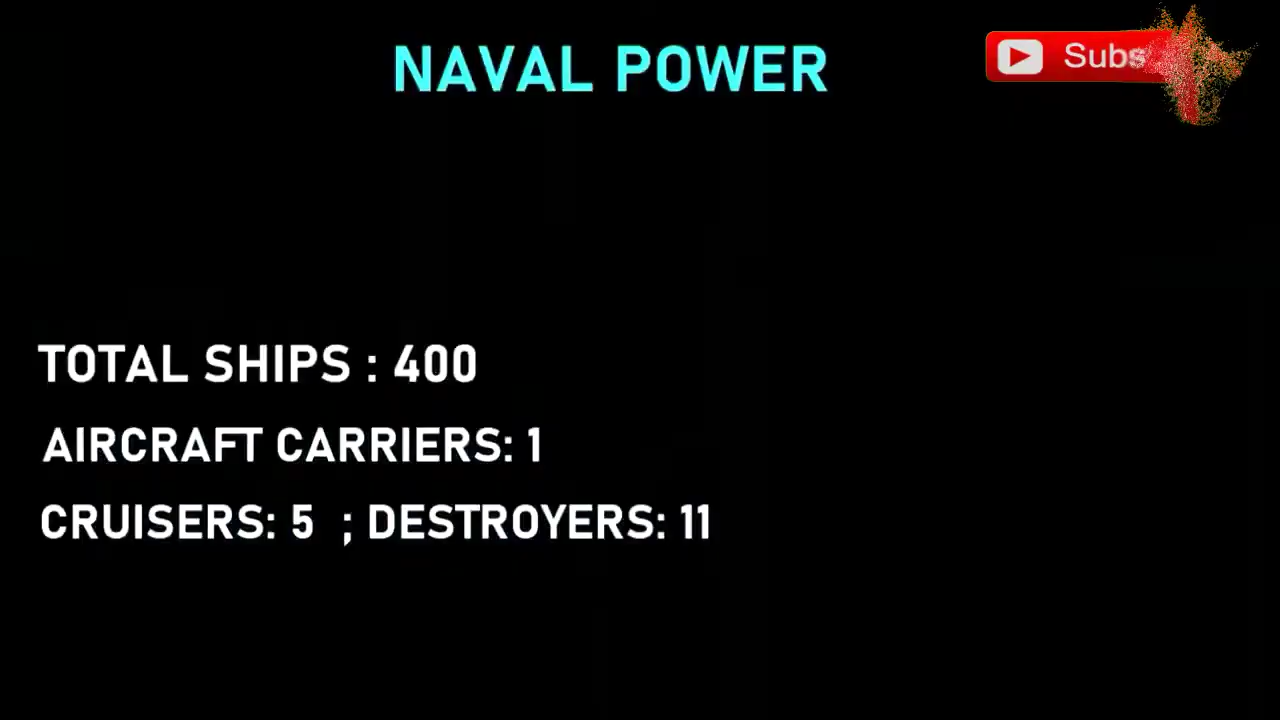 NAVAL POWER
Subs
TOTAL SHIPS : 400
AIRCRAFT CARRIERS: 1
CRUISERS: 5 ; DESTROYERS: 11